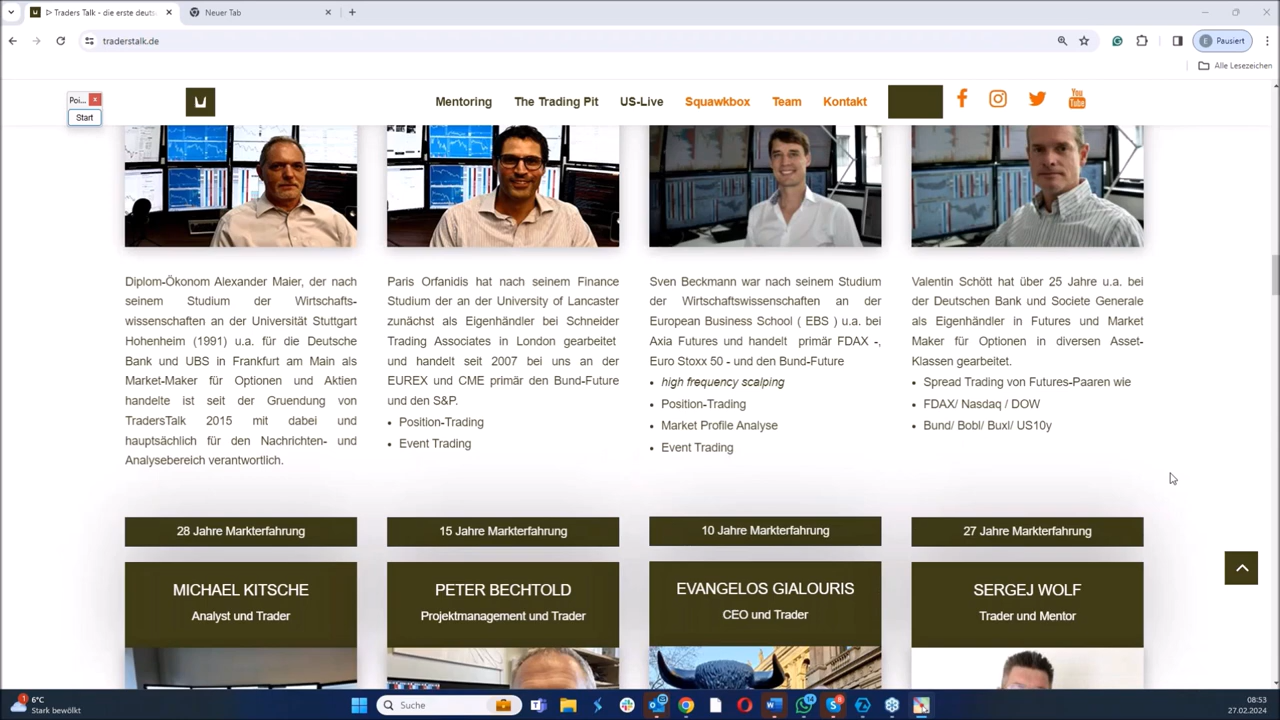 ▷ Traders Talk - die erste deuts
Neuer Tab
traderstalk.de
E Pausiert
Alle Lesezeichen
Poi... x
Start
Mentoring The Trading Pit US-Live Squawkbox Team Kontakt
You Tube
Diplom-Ökonom Alexander Maier, der nach
seinem Studium der Wirtschafts-
wissenschaften an der Universität Stuttgart
Hohenheim (1991) u.a. für die Deutsche
Bank und UBS in Frankfurt am Main als
Market-Maker für Optionen und Aktien
handelte ist seit der Gruendung von
TradersTalk 2015 mit dabei und
hauptsächlich für den Nachrichten- und
Analysebereich verantwortlich.
Paris Orfanidis hat nach seinem Finance
Studium der an der University of Lancaster
zunächst als Eigenhändler bei Schneider
Trading Associates in London gearbeitet
und handelt seit 2007 bei uns an der
EUREX und CME primär den Bund-Future
und den S&P.
• Position-Trading
• Event Trading
Sven Beckmann war nach seinem Studium
der Wirtschaftswissenschaften an der
European Business School ( EBS ) u.a. bei
Axia Futures und handelt primär FDAX -,
Euro Stoxx 50 - und den Bund-Future
• high frequency scalping
• Position-Trading
• Market Profile Analyse
• Event Trading
Valentin Schött hat über 25 Jahre u.a. bei
der Deutschen Bank und Societe Generale
als Eigenhändler in Futures und Market
Maker für Optionen in diversen Asset-
Klassen gearbeitet.
• Spread Trading von Futures-Paaren wie
• FDAX/ Nasdaq / DOW
• Bund/ Bobl/ Buxl/ US10y
28 Jahre Markterfahrung
15 Jahre Markterfahrung
10 Jahre Markterfahrung
27 Jahre Markterfahrung
MICHAEL KITSCHE
Analyst und Trader
PETER BECHTOLD
Projektmanagement und Trader
EVANGELOS GIALOURIS
CEO und Trader
SERGEJ WOLF
Trader und Mentor
6°C
Stark bewölkt
Suche
08:53
27.02.2024